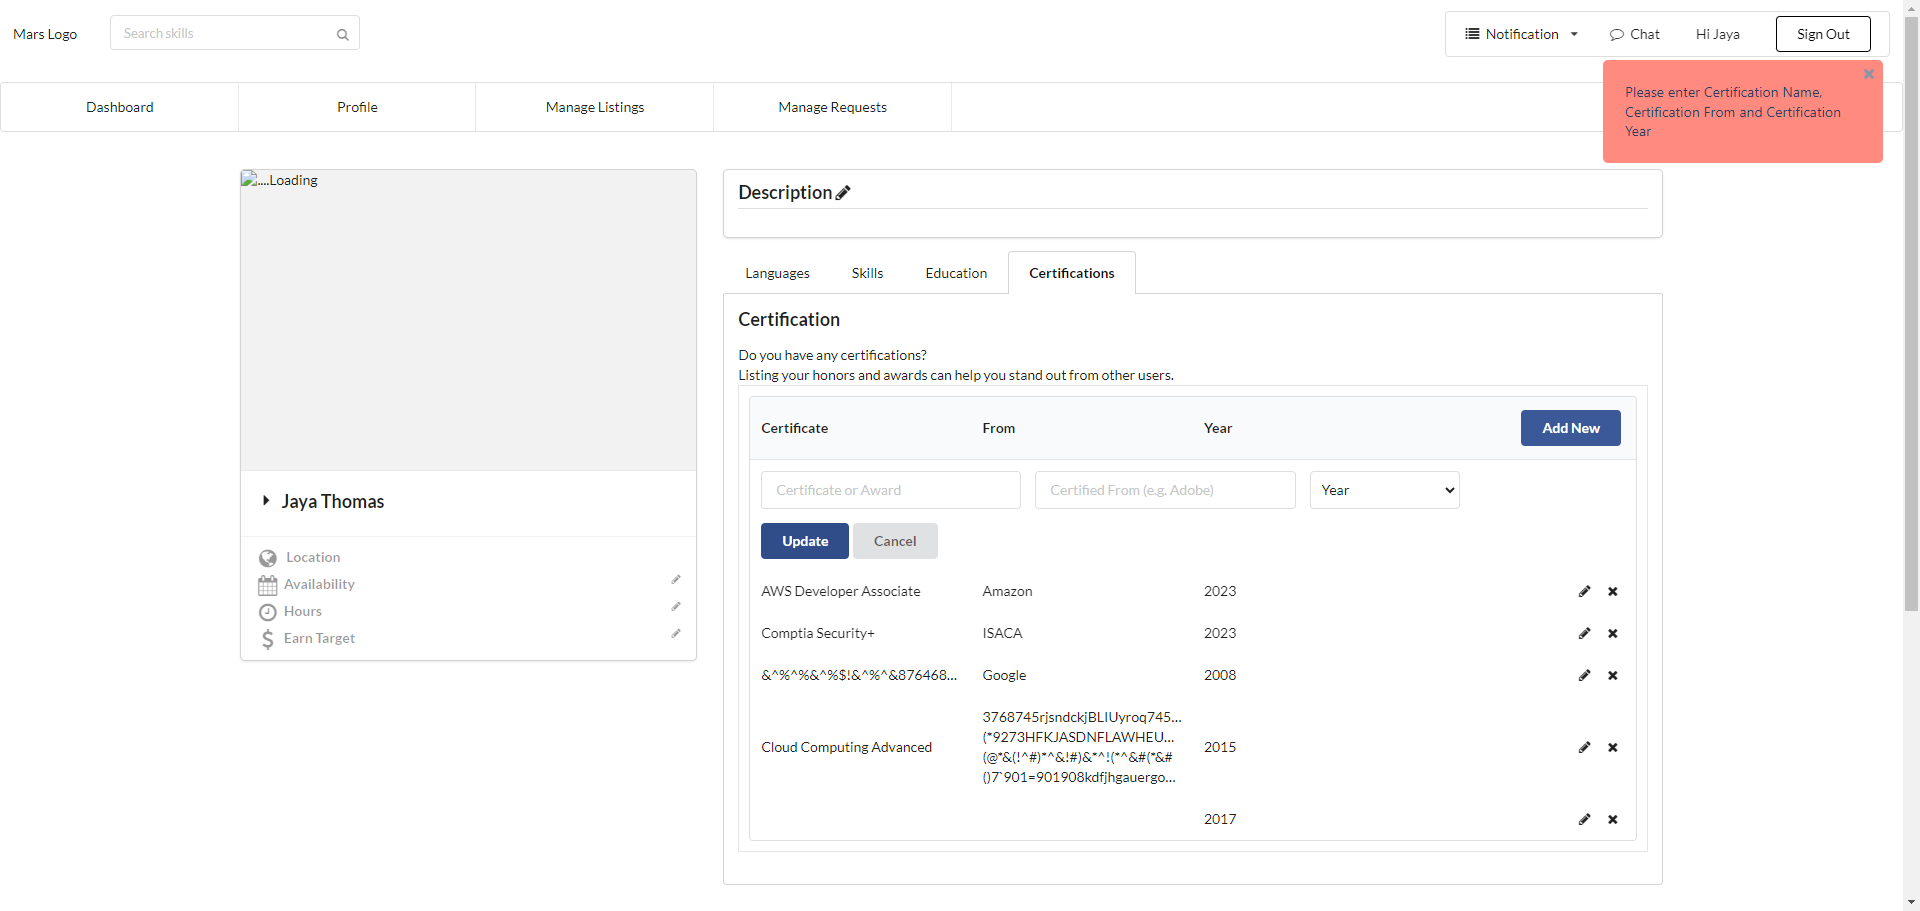 Mars Logo
Search skills
Notification
Chat
Hi Jaya
Sign Out
Please enter Certification Name,
Certification From and Certification
Year
Dashboard
Profile
Manage Listings
Manage Requests
....Loading
Jaya Thomas
Location
Availability
Hours
Earn Target
Description
Languages
Skills
Education
Certifications
Certification
Do you have any certifications?
Listing your honors and awards can help you stand out from other users.
Certificate From Year Add New
Certificate or Award Certified From (e.g. Adobe) Year
Update Cancel
AWS Developer Associate Amazon 2023
Comptia Security+ ISACA 2023
&^%^%&^%$!&^%^&876468... Google 2008
3768745rjsndckjBLIUyroq745...
(*9273HFKJASDNFLAWHEU...
Cloud Computing Advanced 2015
(@*&(!^#)*^&!#)&*^!(*^&#(*&#
()7`901=901908kdfjhgauergo...
2017